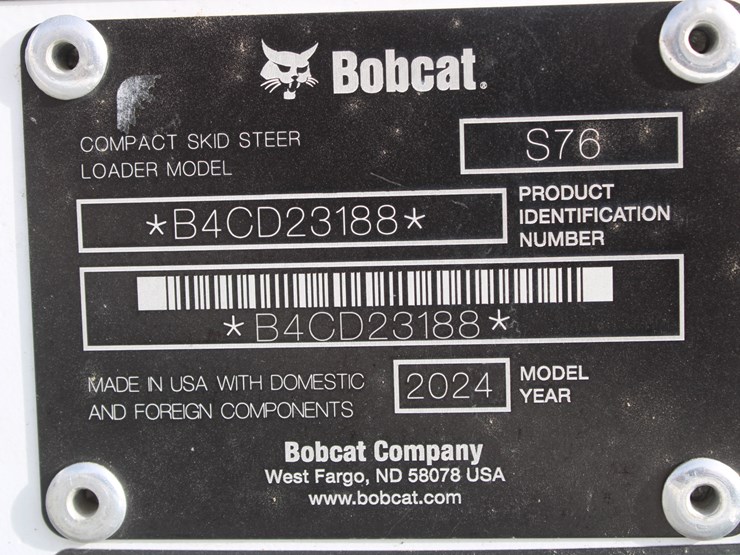 Bobcat®
COMPACT SKID STEER
LOADER MODEL
S76
*B4CD23188*
PRODUCT
IDENTIFICATION
NUMBER
*B4CD23188*
MADE IN USA WITH DOMESTIC
AND FOREIGN COMPONENTS
2024
MODEL
YEAR
Bobcat Company
West Fargo, ND 58078 USA
www.bobcat.com